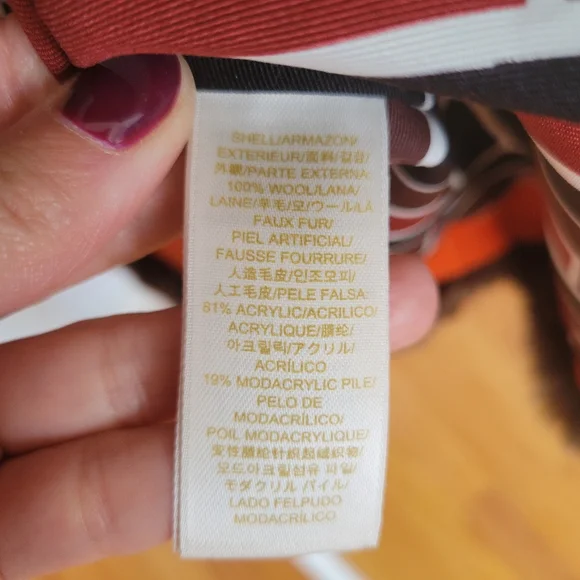 SHELL/ARMAZON/
EXTERIEUR/面料/겉감/
外観/PARTE EXTERNA:
100% WOOL/LANA/
LAINE/羊毛/모/ウール/LÃ
FAUX FUR/
PIEL ARTIFICIAL/
FAUSSE FOURRURE/
人造毛皮/인조모피/
人工毛皮/PELE FALSA:
81% ACRYLIC/ACRILICO/
ACRYLIQUE/腈纶/
아크릴릭/アクリル/
ACRÍLICO
19% MODACRYLIC PILE/
PELO DE
MODACRÍLICO/
POIL MODACRYLIQUE/
变性腈纶针织起绒织物/
모드아크릴섬유 파일/
モダクリル パイル/
LADO FELPUDO
MODACRÍLICO